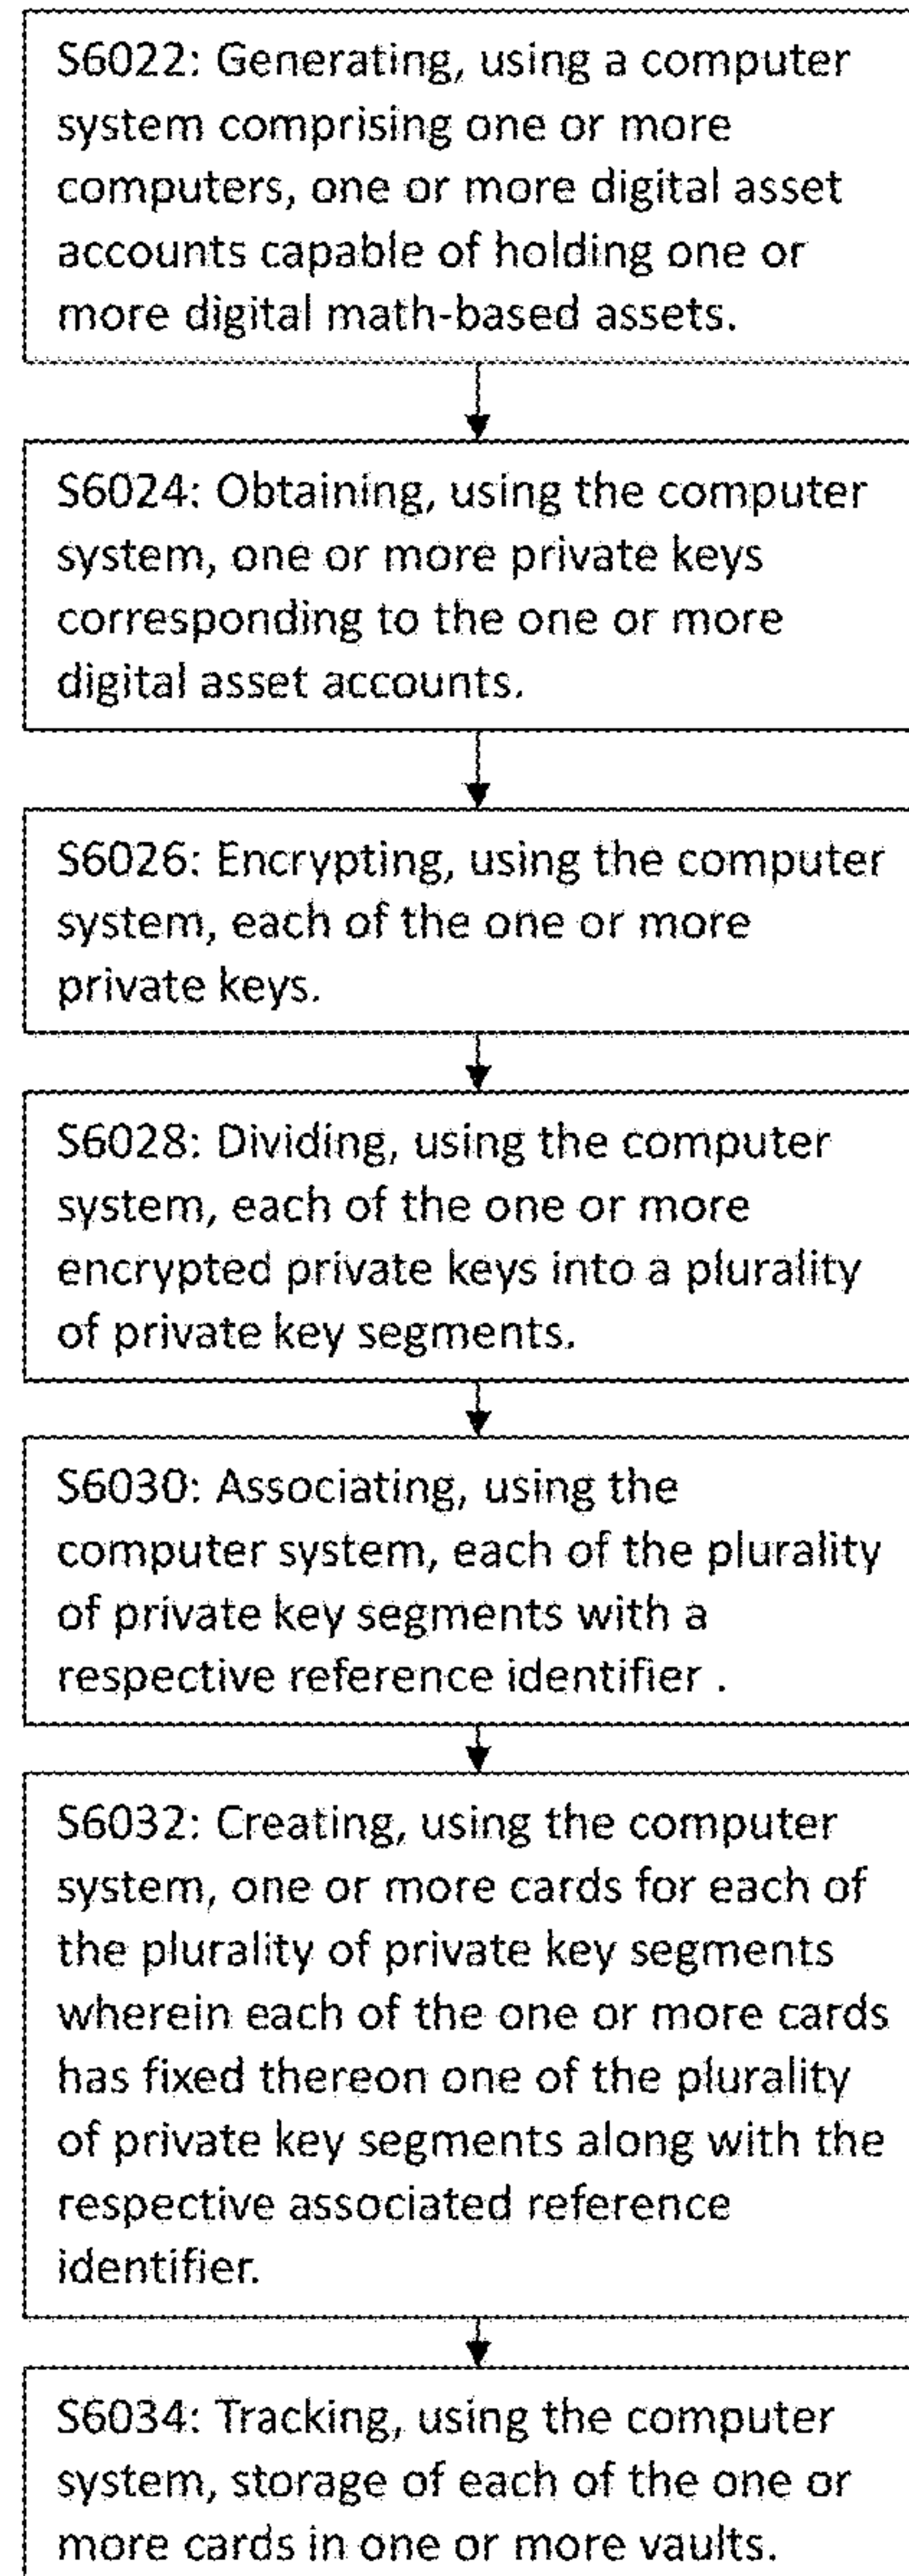 S6022: Generating, using a computer
system comprising one or more
computers, one or more digital asset
accounts capable of holding one or
more digital math-based assets.
S6024: Obtaining, using the computer
system, one or more private keys
corresponding to the one or more
digital asset accounts.
S6026: Encrypting, using the computer
system, each of the one or more
private keys.
S6028: Dividing, using the computer
system, each of the one or more
encrypted private keys into a plurality
of private key segments.
S6030: Associating, using the
computer system, each of the plurality
of private key segments with a
respective reference identifier .
S6032: Creating, using the computer
system, one or more cards for each of
the plurality of private key segments
wherein each of the one or more cards
has fixed thereon one of the plurality
of private key segments along with the
respective associated reference
identifier.
S6034: Tracking, using the computer
system, storage of each of the one or
more cards in one or more vaults.